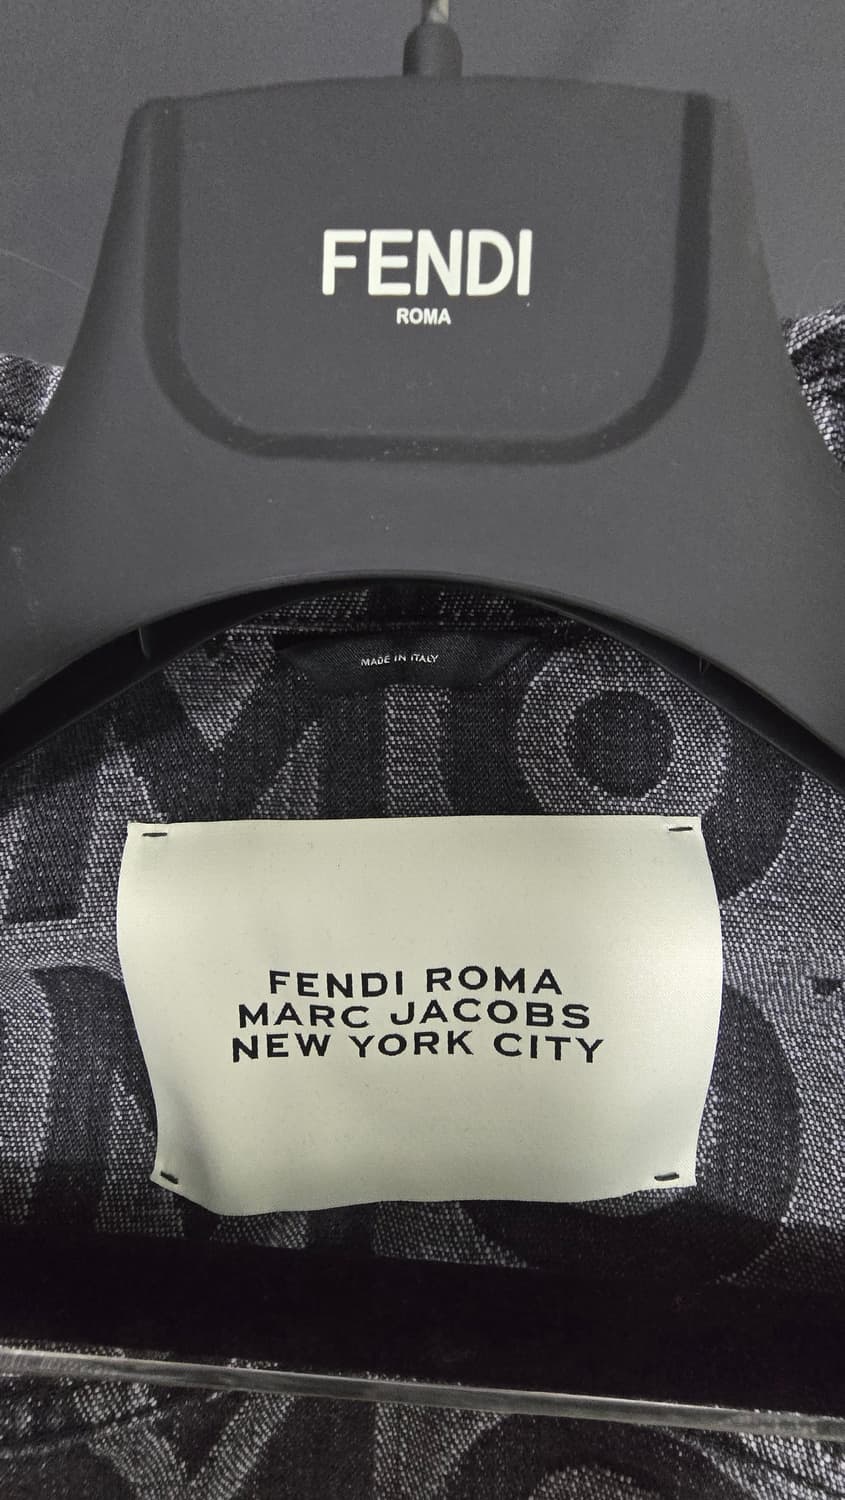 FENDI
ROMA
MADE IN ITALY
FENDI ROMA
MARC JACOBS
NEW YORK CITY